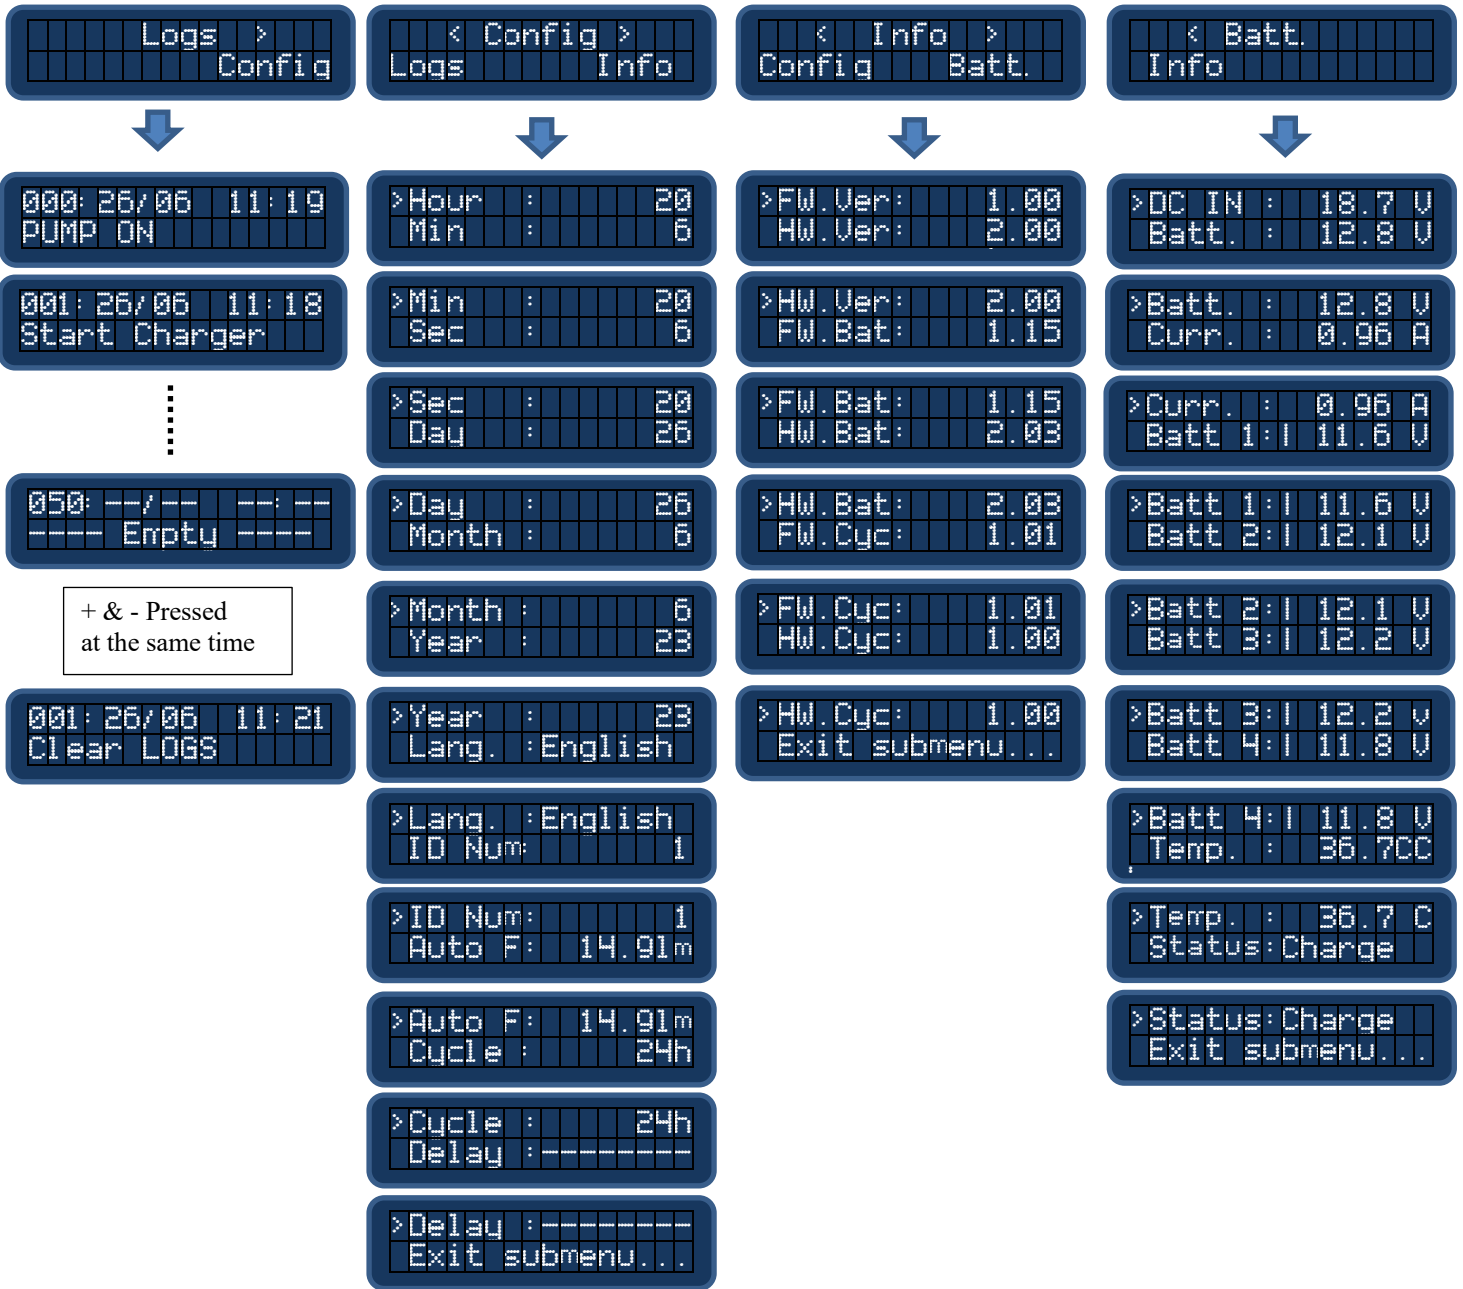 Logs >
Config
000: 26/06 11:19
PUMP ON
001: 26/06 11:18
Start Charger
050: --/-- --:--
---- Empty ----
+ & - Pressed
at the same time
001: 26/06 11:21
Clear LOGS
< Config >
Logs Info
>Hour : 20
Min : 6
>Min : 20
Sec : 6
>Sec : 20
Day : 26
>Day : 26
Month : 6
>Month : 6
Year : 23
>Year : 23
Lang. :English
>Lang. :English
ID Num: 1
>ID Num: 1
Auto F: 14.9lm
>Auto F: 14.9lm
Cycle : 24h
>Cycle : 24h
Delay :--------
>Delay :--------
Exit submenu...
< Info >
Config Batt.
>FW.Ver: 1.00
HW.Ver: 2.00
>HW.Ver: 2.00
FW.Bat: 1.15
>FW.Bat: 1.15
HW.Bat: 2.03
>HW.Bat: 2.03
FW.Cyc: 1.01
>FW.Cyc: 1.01
HW.Cyc: 1.00
>HW.Cyc: 1.00
Exit submenu...
< Batt.
Info
>DC IN : 18.7 V
Batt. : 12.8 V
>Batt. : 12.8 V
Curr. : 0.96 A
>Curr. : 0.96 A
Batt 1:| 11.6 V
>Batt 1:| 11.6 V
Batt 2:| 12.1 V
>Batt 2:| 12.1 V
Batt 3:| 12.2 V
>Batt 3:| 12.2 v
Batt 4:| 11.8 V
>Batt 4:| 11.8 V
Temp. : 36.7CC
>Temp. : 36.7 C
Status:Charge
>Status:Charge
Exit submenu...